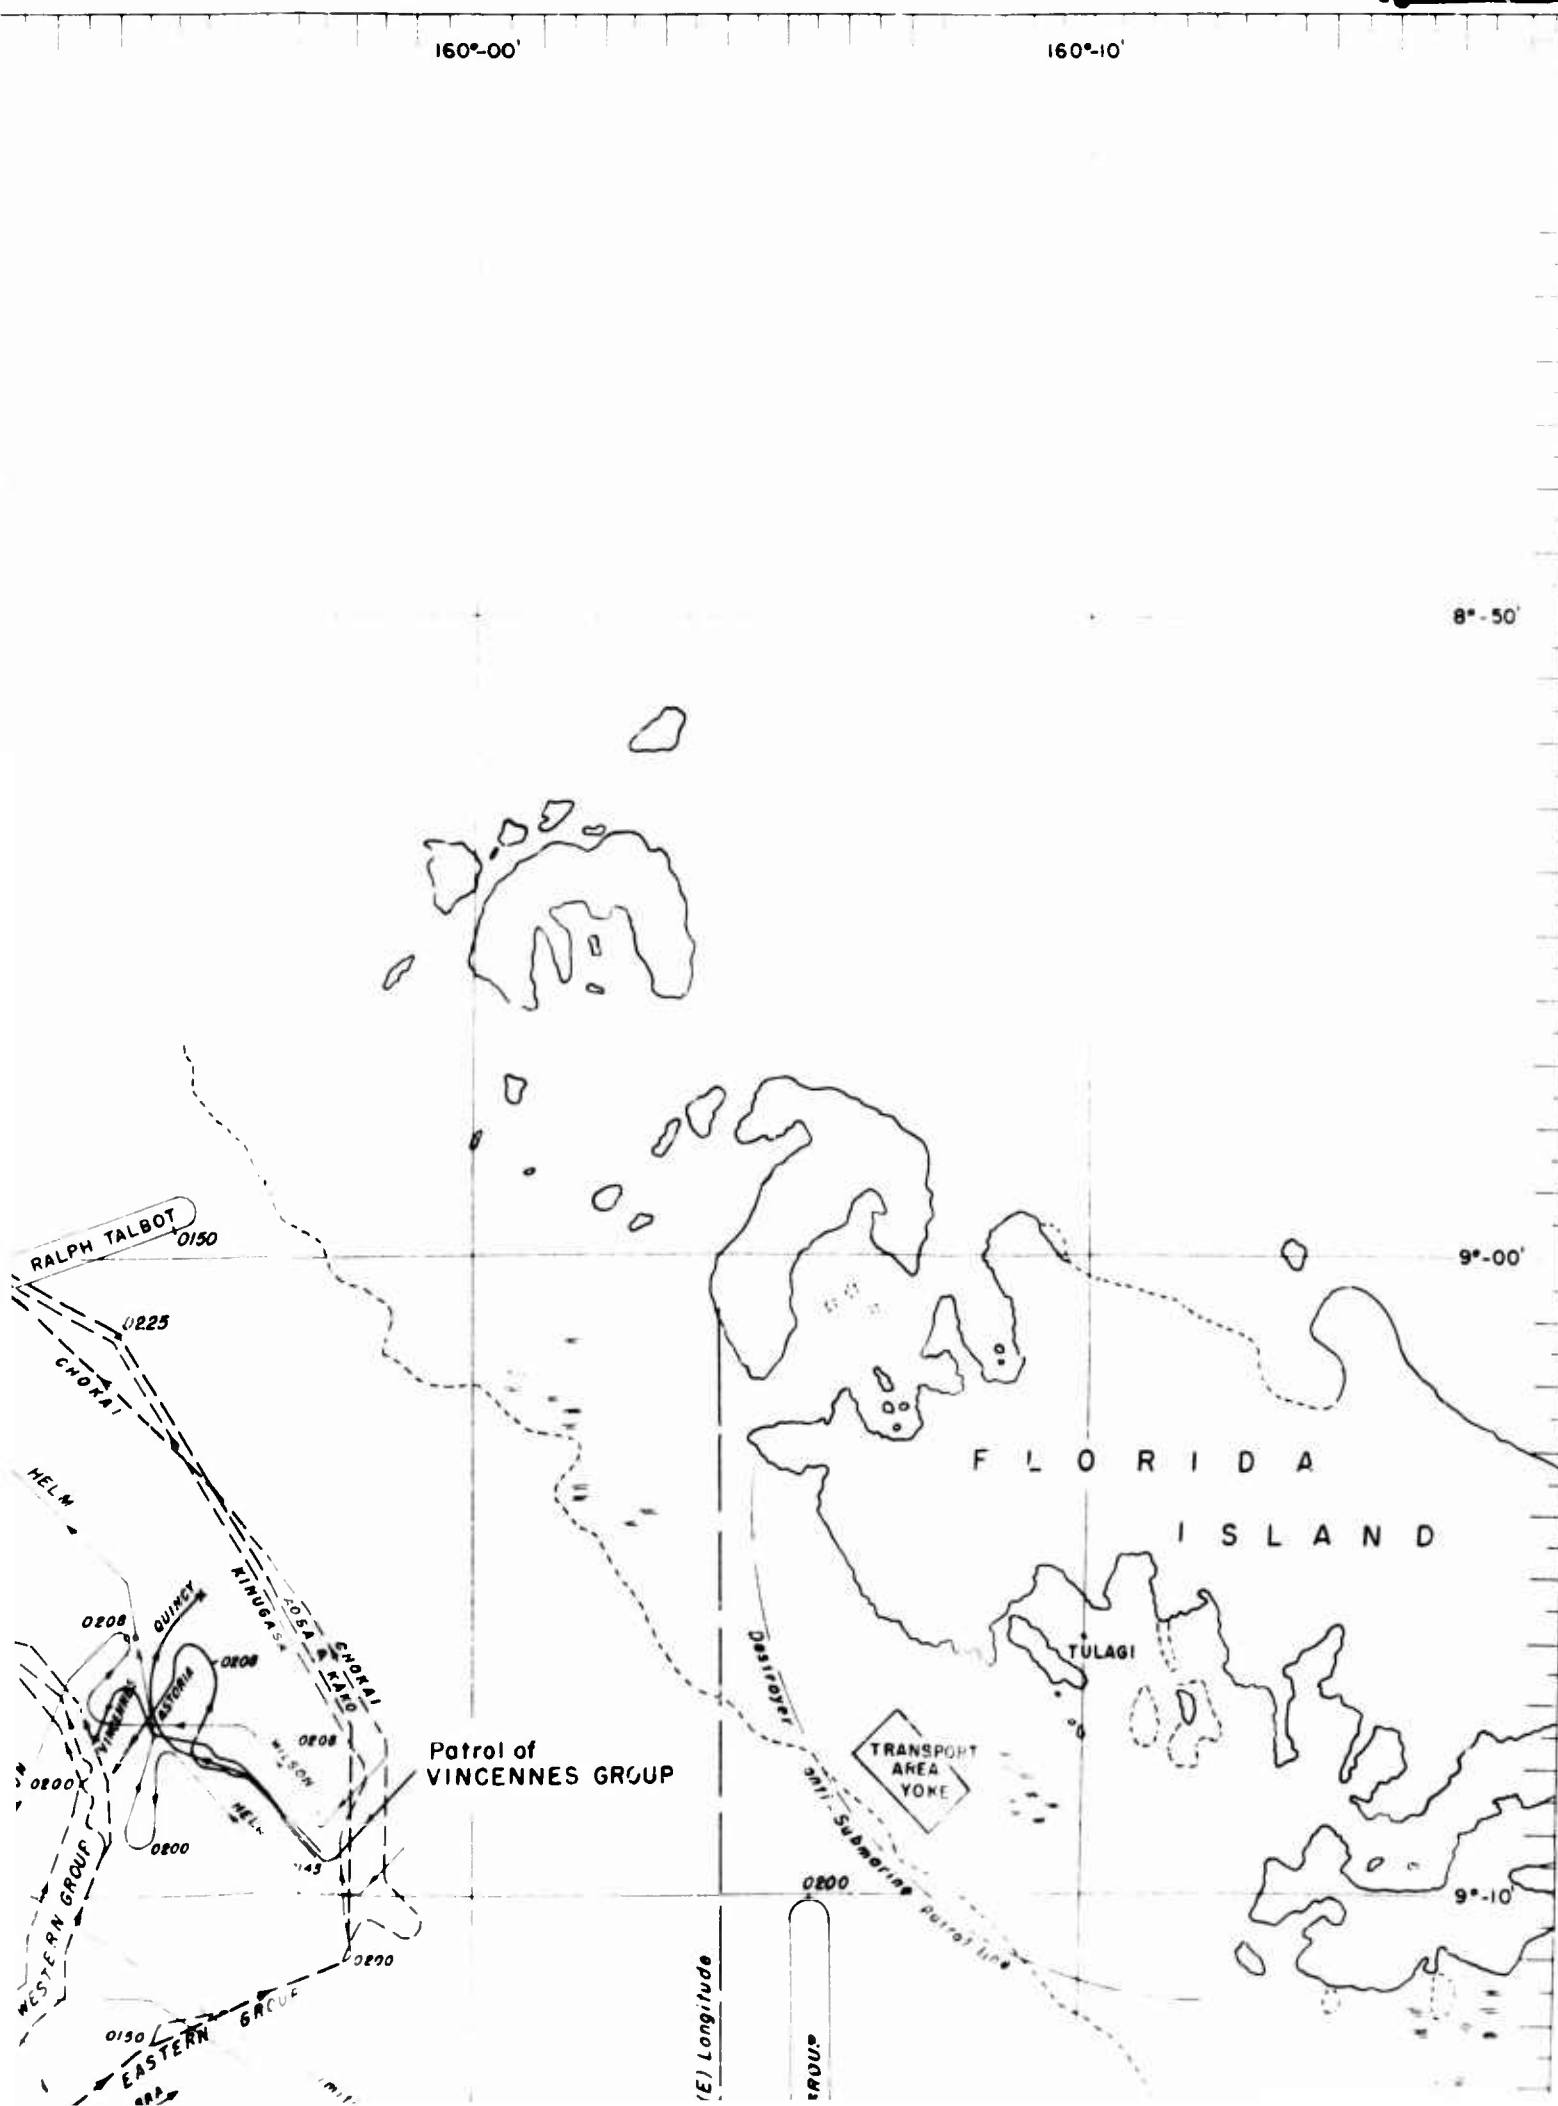 160°-00'
160°-10'
8°-50'
RALPH TALBOT
0150
9°-00'
0225
CHOKAI
FLORIDA
HELM
ISLAND
KINUGASA
QUINCY
0208
CHOKAI
KAKO
0208
TULAGI
ASTORIA
VINCENNES
Destroyer
0208
WILSON
Patrol of
VINCENNES GROUP
TRANSPORT
AREA
YOKE
0200
HELM
anti-Submarine patrol line
0200
WESTERN GROUP
0200
9°-10'
0200
(E) Longitude
EASTERN GROUP
0150